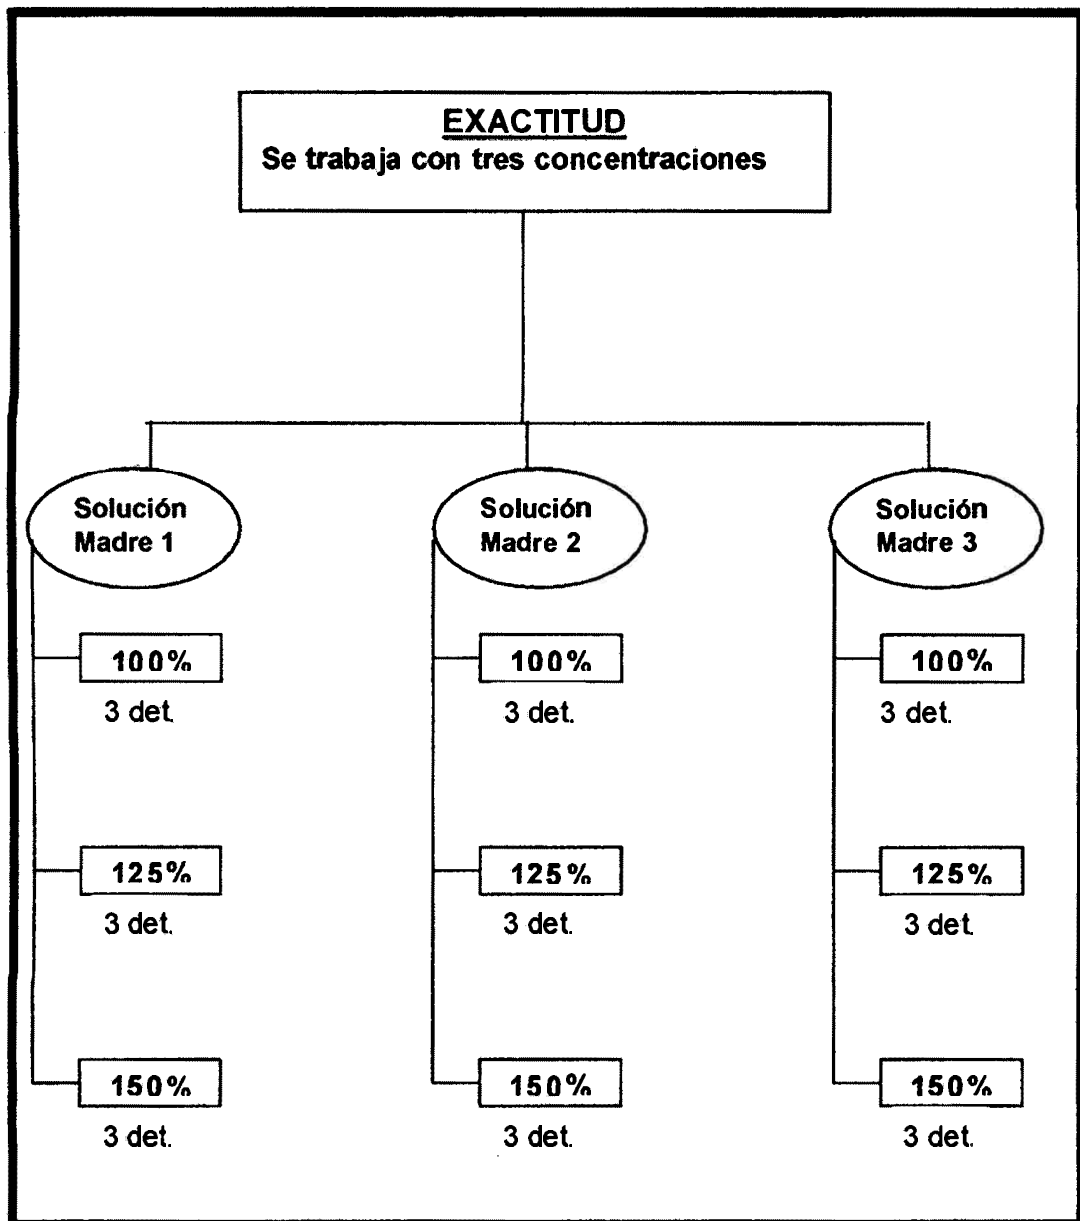 EXACTITUD
Se trabaja con tres concentraciones
Solución
Madre 1
100%
3 det.
125%
3 det.
150%
3 det.
Solución
Madre 2
100%
3 det.
125%
3 det.
150%
3 det.
Solución
Madre 3
100%
3 det.
125%
3 det.
150%
3 det.